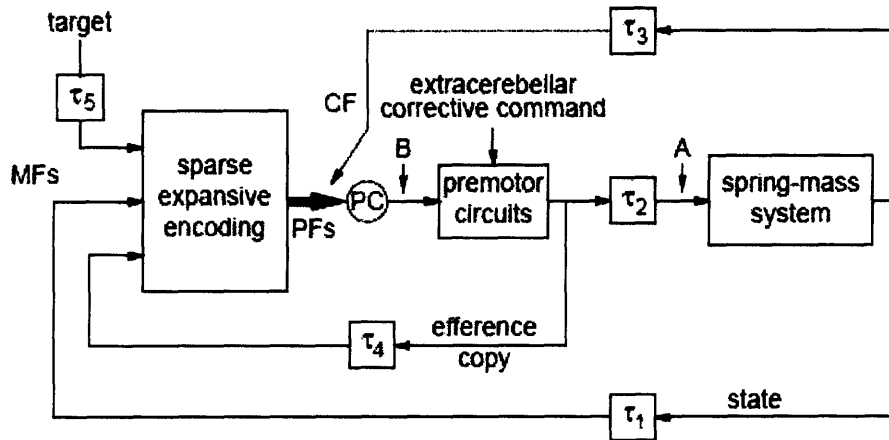 target
τ5
MFs
sparse
expansive
encoding
PFs
CF
PC
B
extracerebellar
corrective command
premotor
circuits
τ3
τ2
A
spring-mass
system
τ4
efference
copy
τ1
state